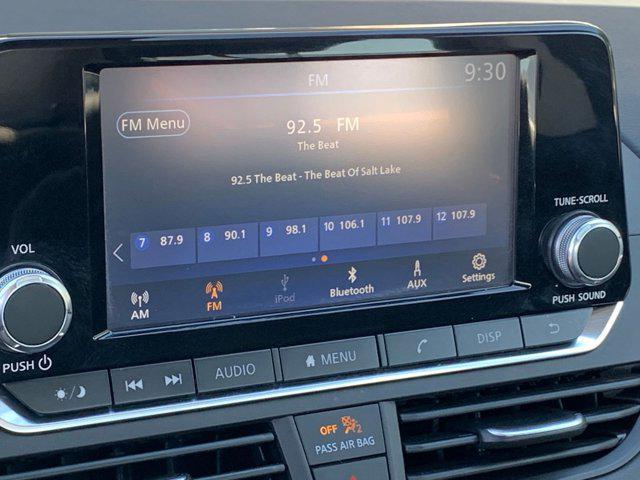 FM 9:30
FM Menu
92.5 FM
The Beat
92.5 The Beat - The Beat Of Salt Lake
7 87.9 8 90.1 9 98.1 10 106.1 11 107.9 12 107.9
AM FM iPod Bluetooth AUX Settings
VOL
PUSH
TUNE·SCROLL
PUSH SOUND
AUDIO MENU DISP
OFF 2
PASS AIR BAG